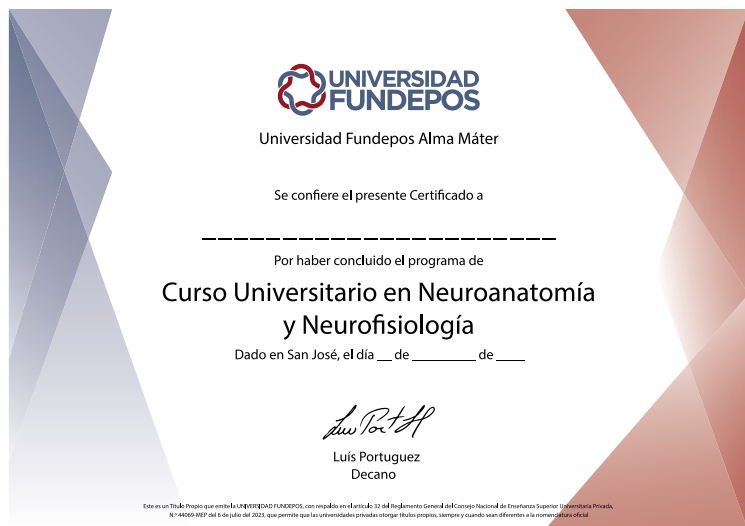 UNIVERSIDAD
FUNDEPOS
Universidad Fundepos Alma Máter
Se confiere el presente Certificado a
Por haber concluido el programa de
Curso Universitario en Neuroanatomía
y Neurofisiología
Dado en San José, el día __ de ________ de ____
Luís Portuguez
Decano
Este es un Título Propio que emite la UNIVERSIDAD FUNDEPOS, con respaldo en el artículo 32 del Reglamento General del Consejo Nacional de Enseñanza Superior Universitaria Privada,
N.º 44069-MEP del 6 de julio del 2023, que permite que las universidades privadas otorgar títulos propios, siempre y cuando sean diferentes a la nomenclatura oficial